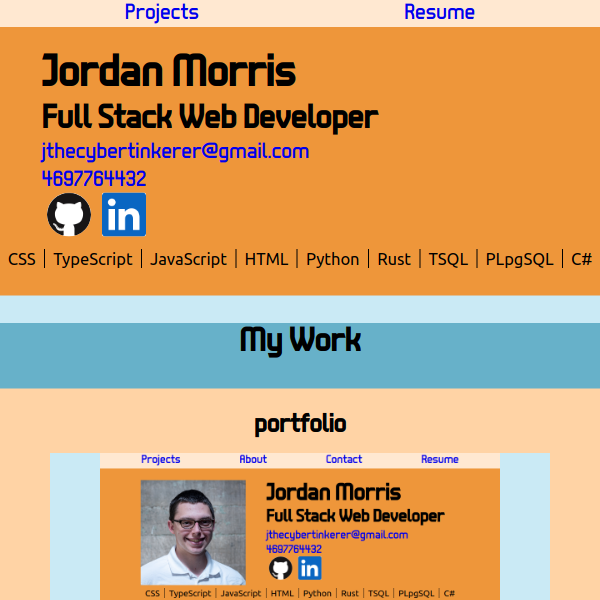 Projects Resume
Jordan Morris
Full Stack Web Developer
jthecybertinkerer@gmail.com
4697764432
in
CSS | TypeScript | JavaScript | HTML | Python | Rust | TSQL | PLpgSQL | C#
My Work
portfolio
Projects About Contact Resume
Jordan Morris
Full Stack Web Developer
jthecybertinkerer@gmail.com
4697764432
in
CSS | TypeScript | JavaScript | HTML | Python | Rust | TSQL | PLpgSQL | C#